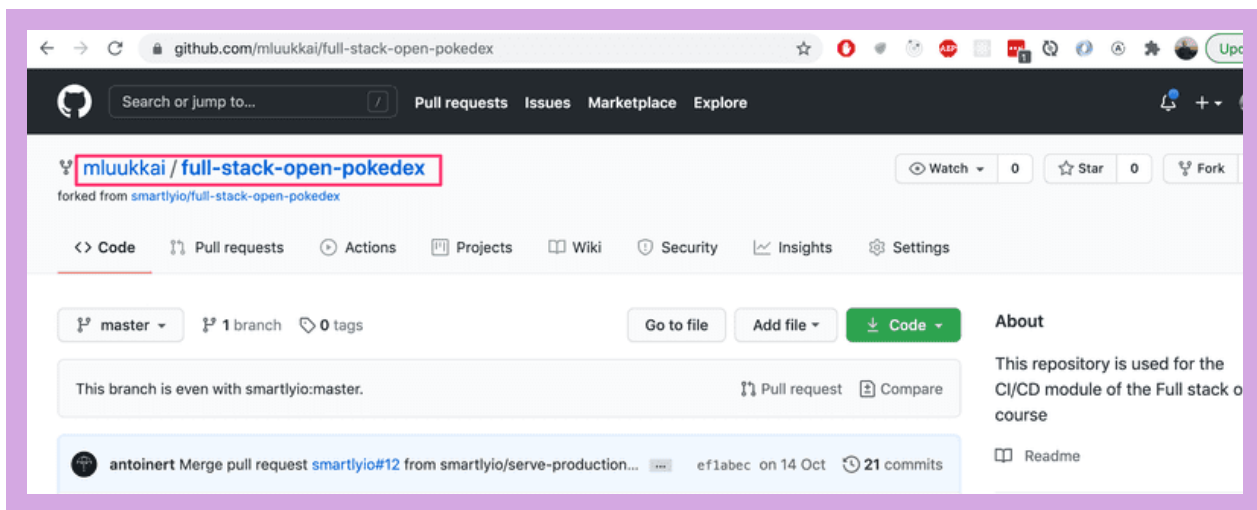 github.com/mluukkai/full-stack-open-pokedex
ABP
1
Search or jump to... /
Pull requests Issues Marketplace Explore
mluukkai / full-stack-open-pokedex
Watch 0 Star 0 Fork
forked from smartlyio/full-stack-open-pokedex
Code Pull requests Actions Projects Wiki Security Insights Settings
master 1 branch 0 tags Go to file Add file Code
About
This branch is even with smartlyio:master. Pull request Compare
This repository is used for the
CI/CD module of the Full stack
course
antoinert Merge pull request smartlyio#12 from smartlyio/serve-production... ef1abec on 14 Oct 21 commits
Readme